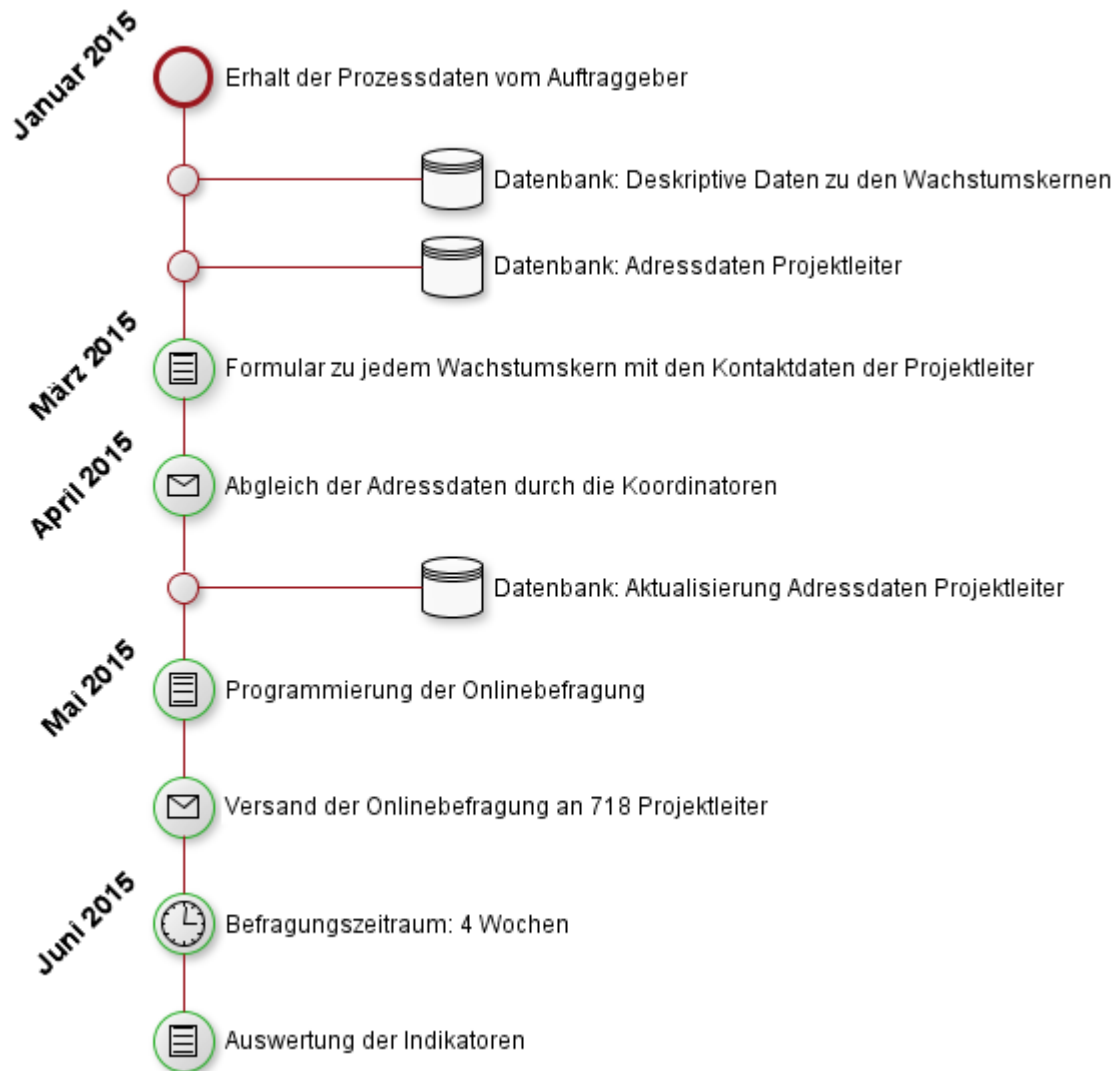 Januar 2015
Erhalt der Prozessdaten vom Auftraggeber
Datenbank: Deskriptive Daten zu den Wachstumskernen
Datenbank: Adressdaten Projektleiter
März 2015
Formular zu jedem Wachstumskern mit den Kontaktdaten der Projektleiter
April 2015
Abgleich der Adressdaten durch die Koordinatoren
Datenbank: Aktualisierung Adressdaten Projektleiter
Mai 2015
Programmierung der Onlinebefragung
Versand der Onlinebefragung an 718 Projektleiter
Juni 2015
Befragungszeitraum: 4 Wochen
Auswertung der Indikatoren